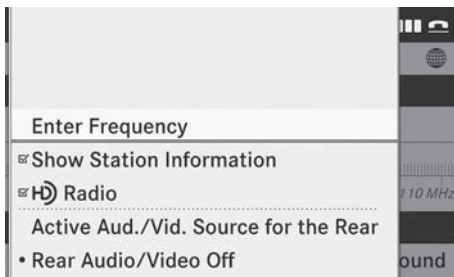 Enter Frequency
Show Station Information
HD Radio
110 MHz
Active Aud./Vid. Source for the Rear
• Rear Audio/Video Off
ound